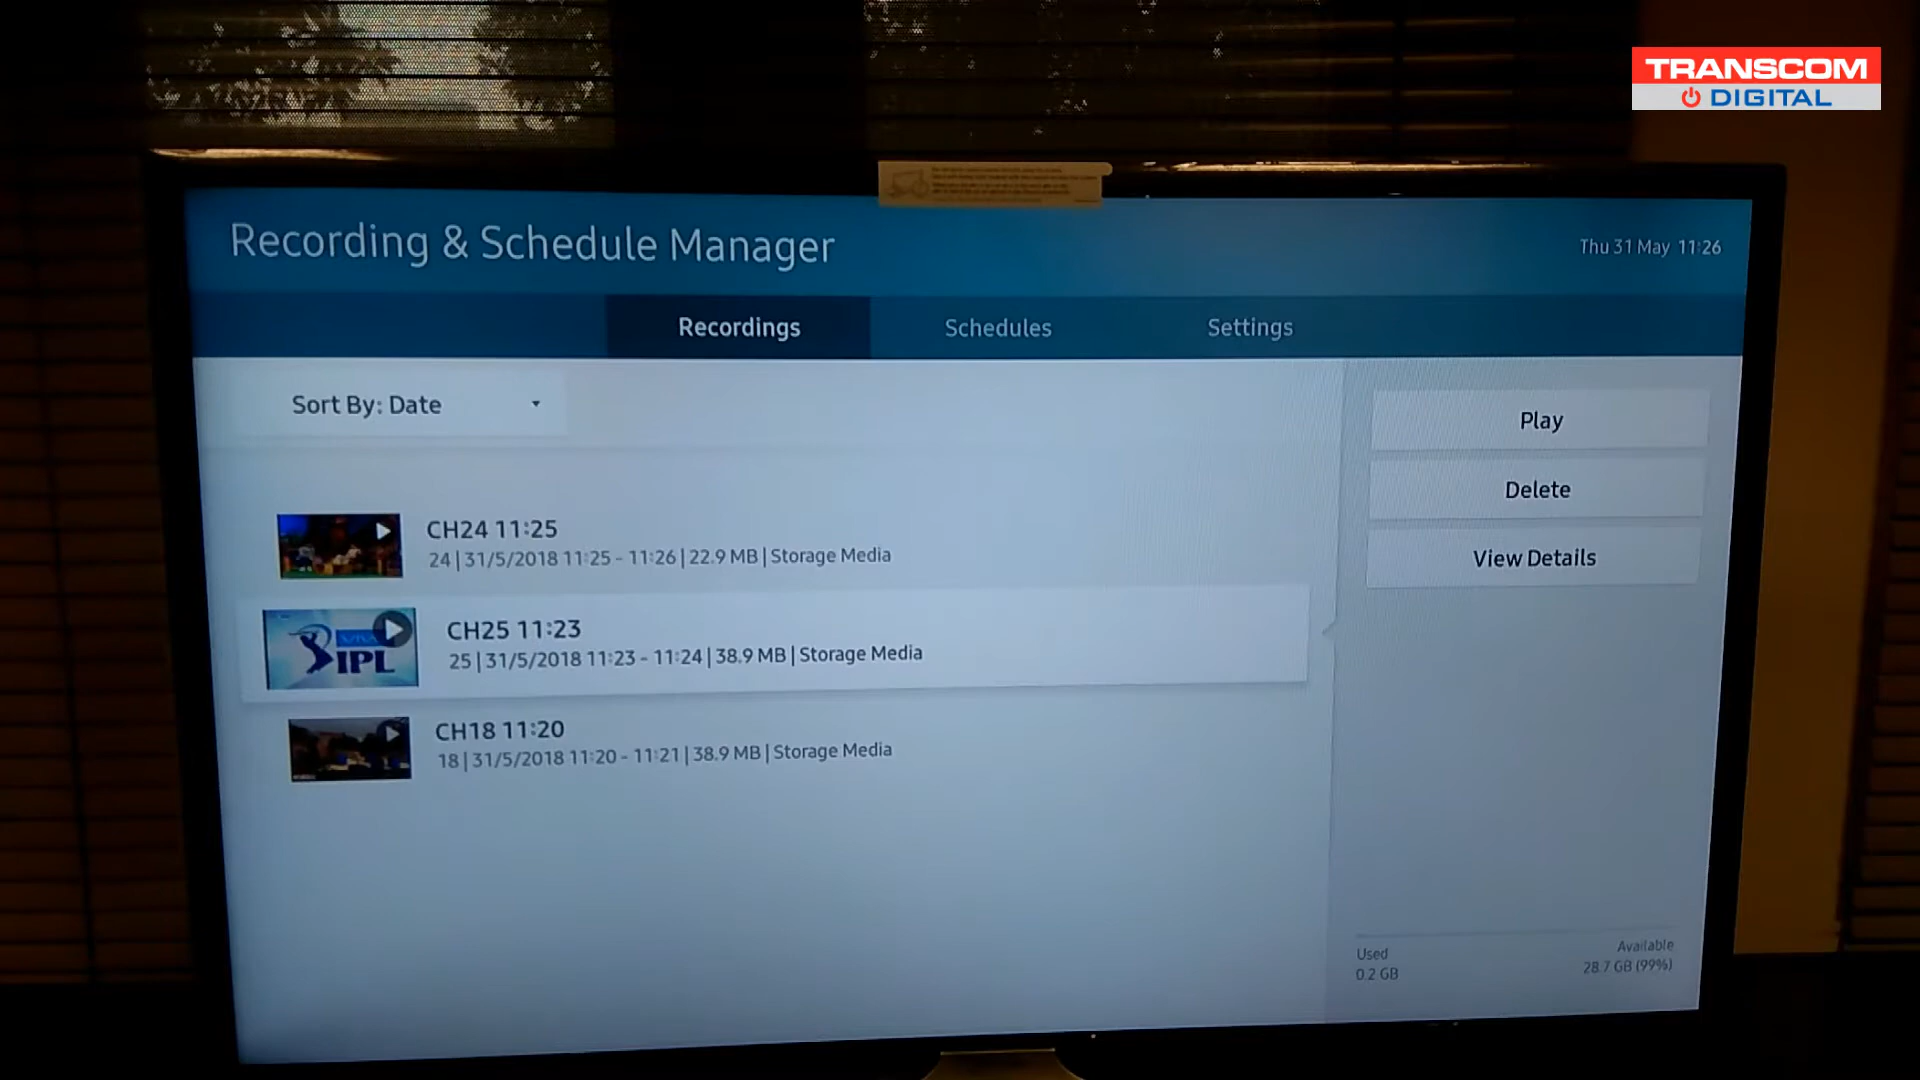 TRANSCOM
DIGITAL
Recording & Schedule Manager
Thu 31 May 11:26
Recordings
Schedules
Settings
Sort By: Date
Play
Delete
View Details
CH24 11:25
24 | 31/5/2018 11:25 - 11:26 | 22.9 MB | Storage Media
IPL
CH25 11:23
25 | 31/5/2018 11:23 - 11:24 | 38.9 MB | Storage Media
CH18 11:20
18 | 31/5/2018 11:20 - 11:21 | 38.9 MB | Storage Media
Used
0.2 GB
Available
28.7 GB (99%)